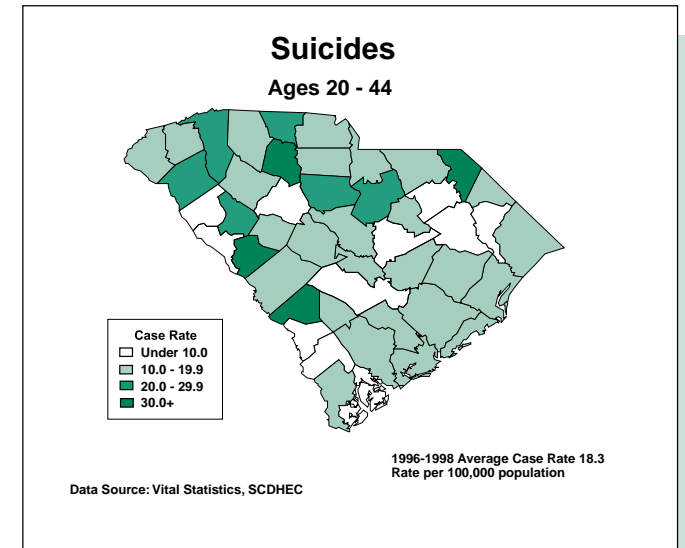 Suicides
Ages 20 - 44
Case Rate
Under 10.0
10.0 - 19.9
20.0 - 29.9
30.0+
1996-1998 Average Case Rate 18.3
Rate per 100,000 population
Data Source: Vital Statistics, SCDHEC